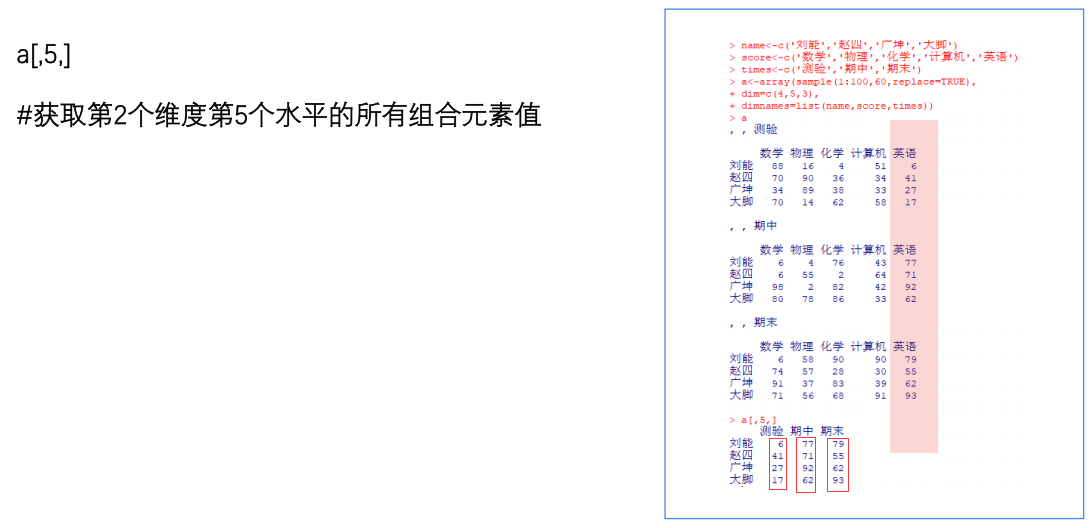 a[,5,]
#获取第2个维度第5个水平的所有组合元素值
> name<-c('刘能','赵四','广坤','大脚')
> score<-c('数学','物理','化学','计算机','英语')
> times<-c('测验','期中','期末')
> a<-array(sample(1:100,60,replace=TRUE),
+ dim=c(4,5,3),
+ dimnames=list(name,score,times))
> a
, , 测验
数学 物理 化学 计算机 英语
刘能 88 16 4 51 6
赵四 70 90 36 34 41
广坤 34 89 38 33 27
大脚 70 14 62 58 17
, , 期中
数学 物理 化学 计算机 英语
刘能 6 4 76 43 77
赵四 6 55 2 64 71
广坤 98 2 82 42 92
大脚 80 78 86 33 62
, , 期末
数学 物理 化学 计算机 英语
刘能 6 58 90 90 79
赵四 74 57 28 30 55
广坤 91 37 83 39 62
大脚 71 56 68 91 93
> a[,5,]
测验 期中 期末
刘能 6 77 79
赵四 41 71 55
广坤 27 92 62
大脚 17 62 93